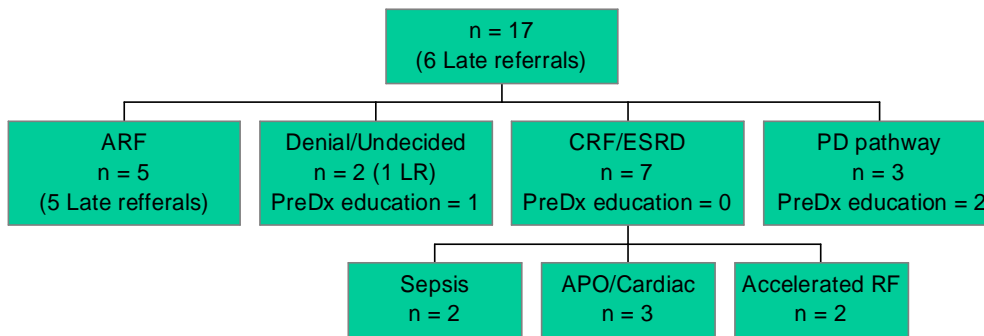 n = 17
(6 Late referrals)
ARF
n = 5
(5 Late refferals)
Denial/Undecided
n = 2 (1 LR)
PreDx education = 1
CRF/ESRD
n = 7
PreDx education = 0
PD pathway
n = 3
PreDx education = 2
Sepsis
n = 2
APO/Cardiac
n = 3
Accelerated RF
n = 2